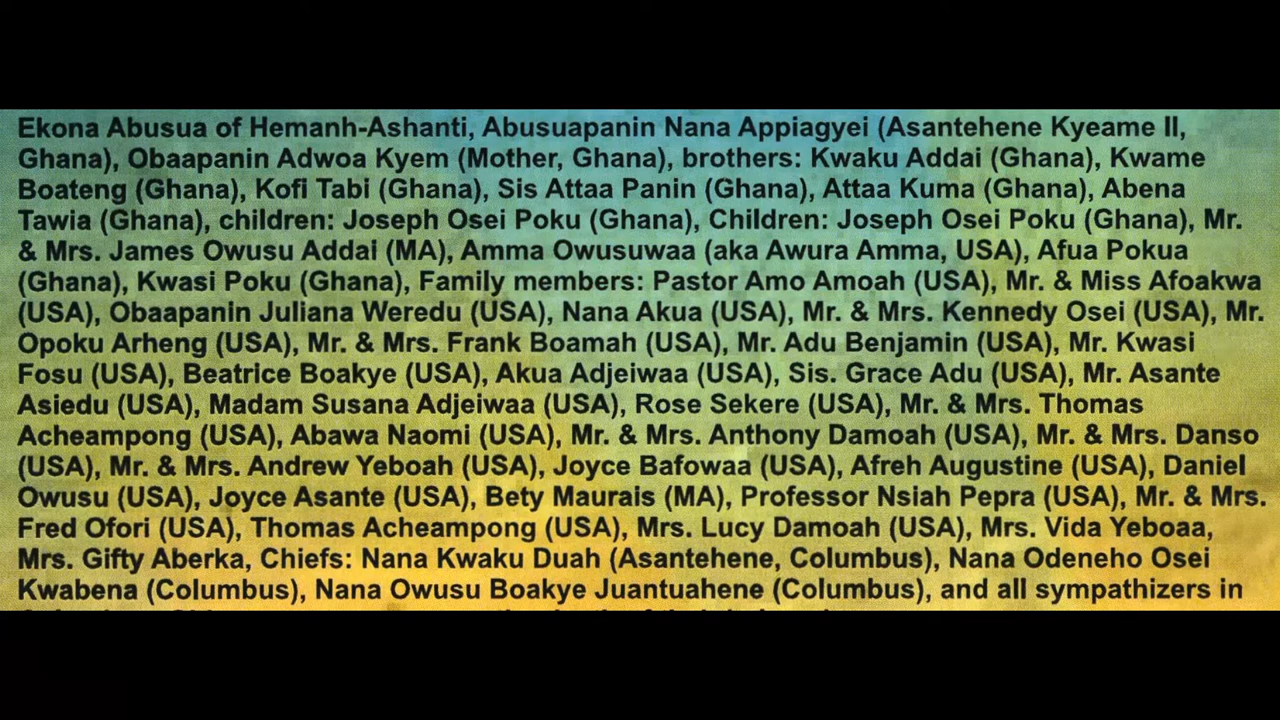 Ekona Abusua of Hemanh-Ashanti, Abusuapanin Nana Appiagyei (Asantehene Kyeame II,
Ghana), Obaapanin Adwoa Kyem (Mother, Ghana), brothers: Kwaku Addai (Ghana), Kwame
Boateng (Ghana), Kofi Tabi (Ghana), Sis Attaa Panin (Ghana), Attaa Kuma (Ghana), Abena
Tawia (Ghana), children: Joseph Osei Poku (Ghana), Children: Joseph Osei Poku (Ghana), Mr.
& Mrs. James Owusu Addai (MA), Amma Owusuwaa (aka Awura Amma, USA), Afua Pokua
(Ghana), Kwasi Poku (Ghana), Family members: Pastor Amo Amoah (USA), Mr. & Miss Afoakwa
(USA), Obaapanin Juliana Weredu (USA), Nana Akua (USA), Mr. & Mrs. Kennedy Osei (USA), Mr.
Opoku Arheng (USA), Mr. & Mrs. Frank Boamah (USA), Mr. Adu Benjamin (USA), Mr. Kwasi
Fosu (USA), Beatrice Boakye (USA), Akua Adjeiwaa (USA), Sis. Grace Adu (USA), Mr. Asante
Asiedu (USA), Madam Susana Adjeiwaa (USA), Rose Sekere (USA), Mr. & Mrs. Thomas
Acheampong (USA), Abawa Naomi (USA), Mr. & Mrs. Anthony Damoah (USA), Mr. & Mrs. Danso
(USA), Mr. & Mrs. Andrew Yeboah (USA), Joyce Bafowaa (USA), Afreh Augustine (USA), Daniel
Owusu (USA), Joyce Asante (USA), Bety Maurais (MA), Professor Nsiah Pepra (USA), Mr. & Mrs.
Fred Ofori (USA), Thomas Acheampong (USA), Mrs. Lucy Damoah (USA), Mrs. Vida Yeboaa,
Mrs. Gifty Aberka, Chiefs: Nana Kwaku Duah (Asantehene, Columbus), Nana Odeneho Osei
Kwabena (Columbus), Nana Owusu Boakye Juantuahene (Columbus), and all sympathizers in